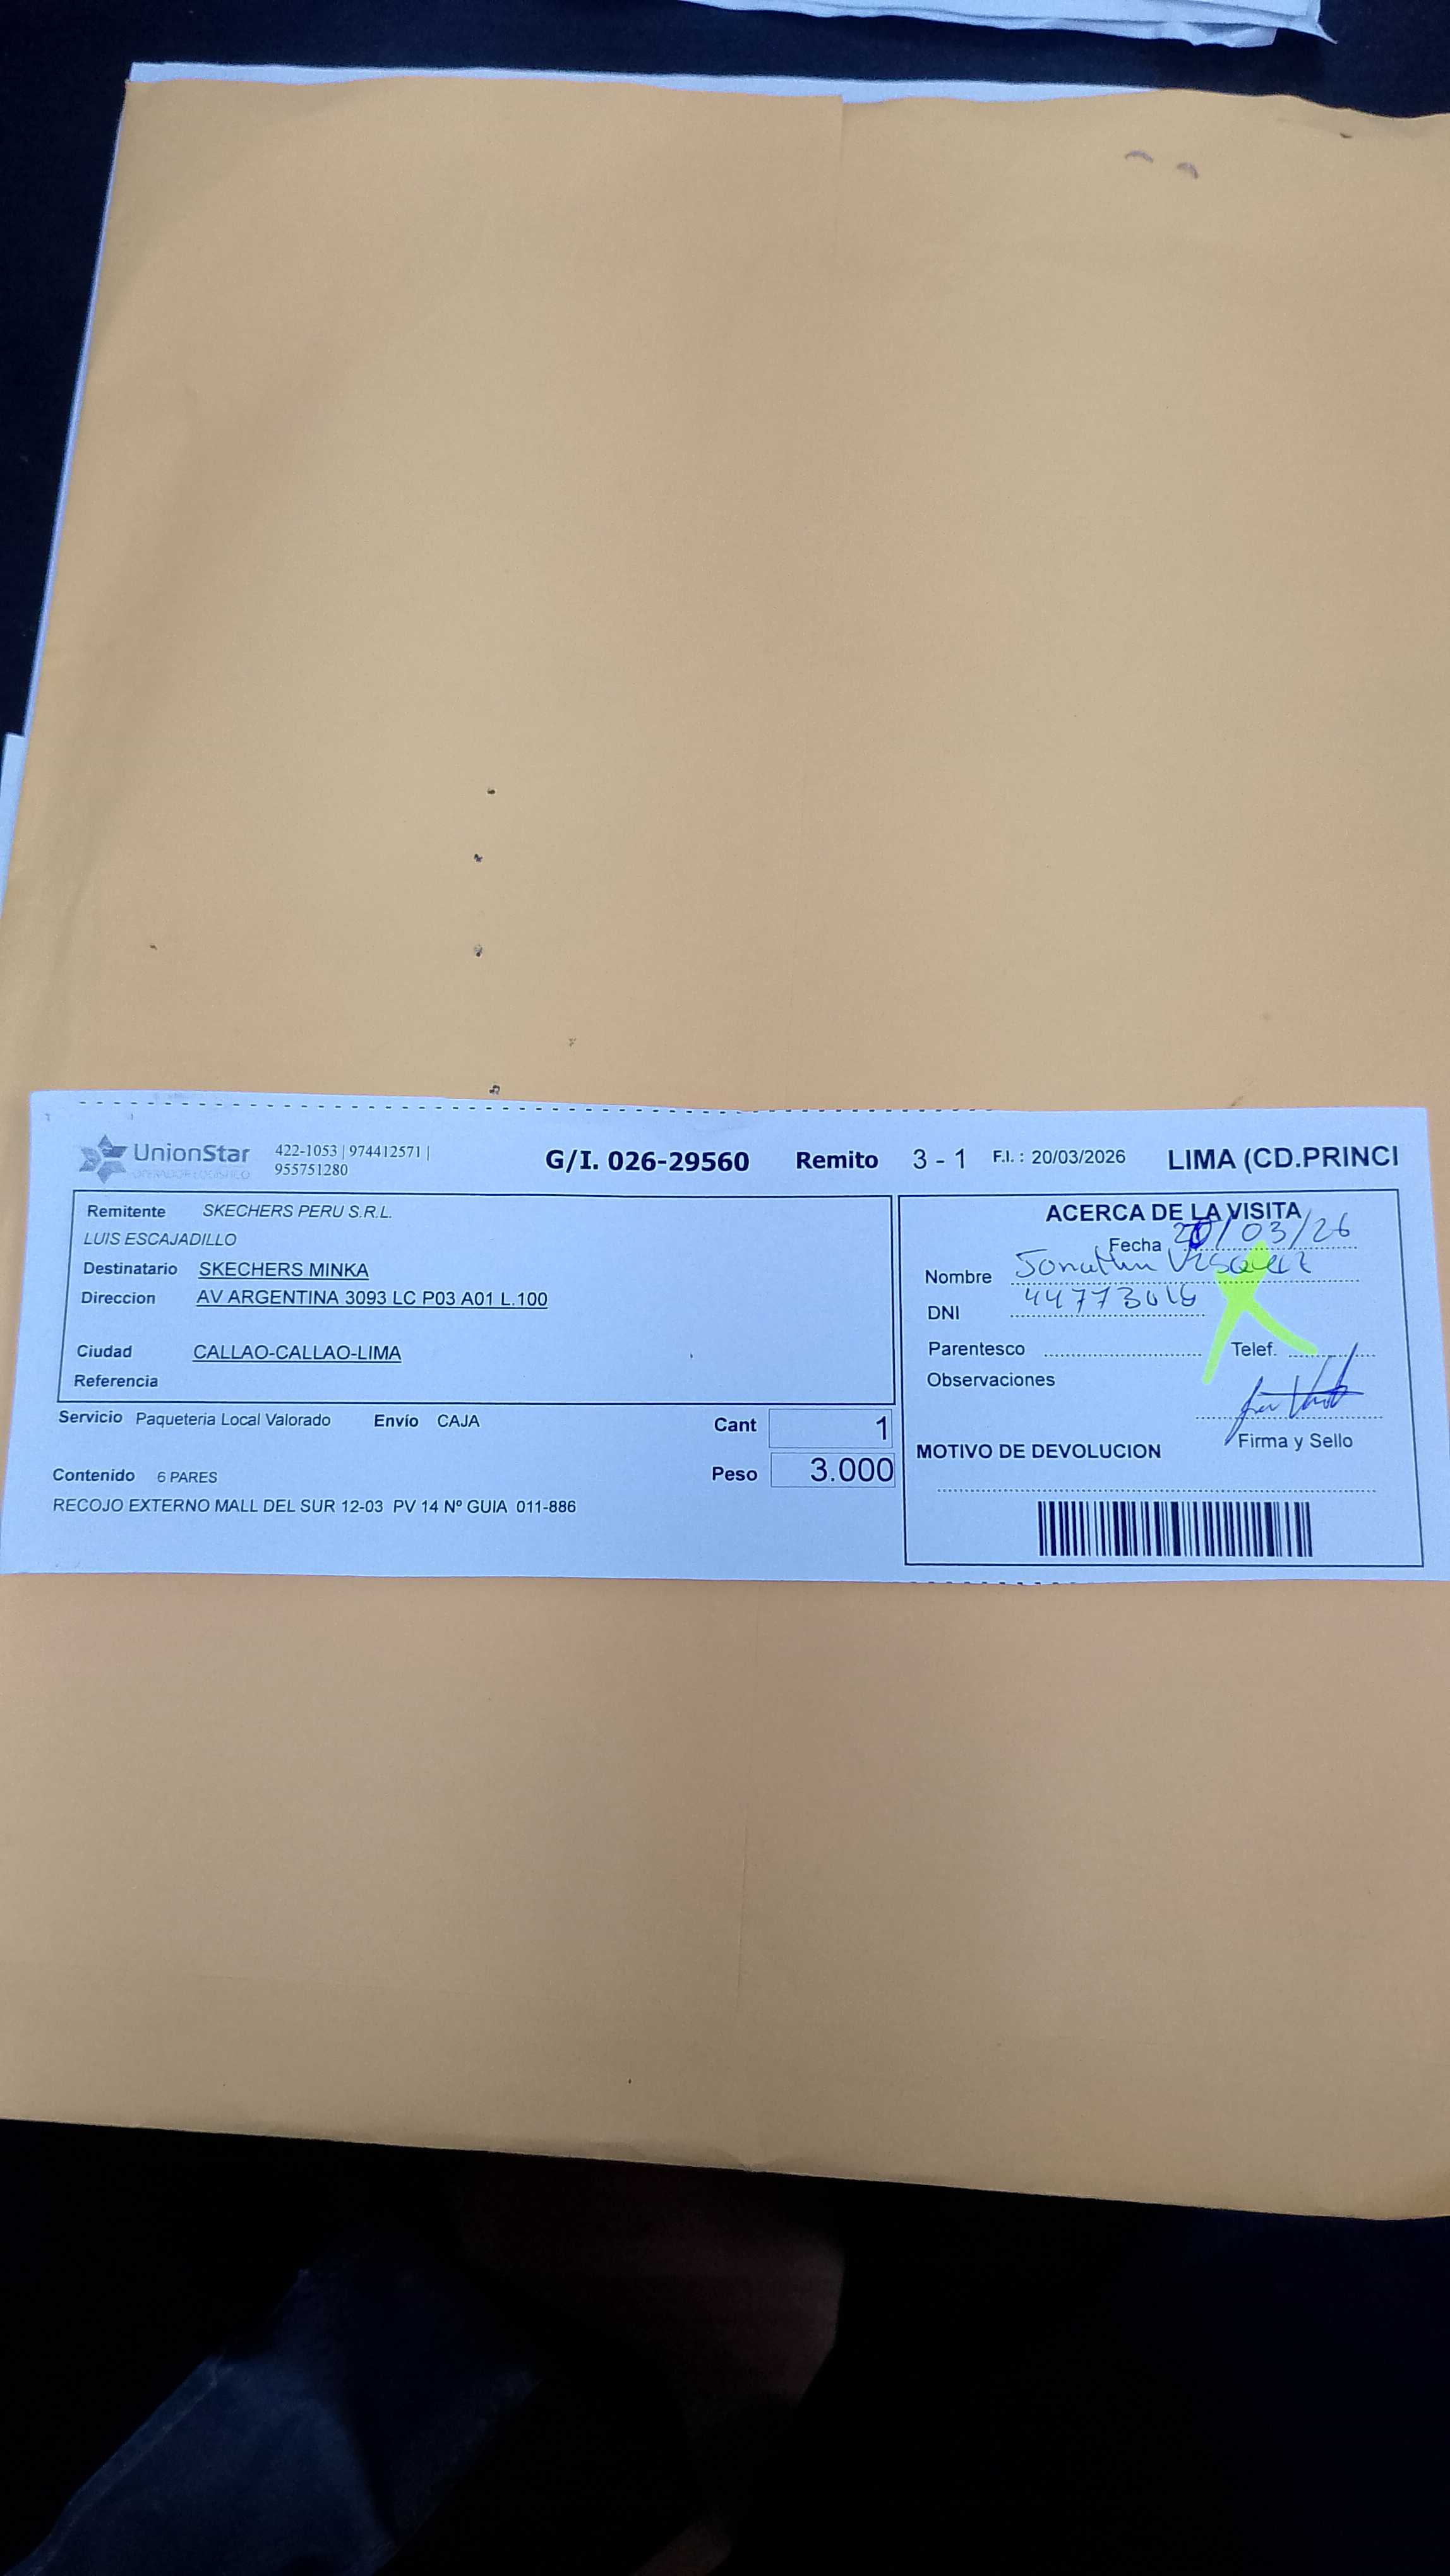 UnionStar
OPERADOR LOGISTICO
422-1053 | 974412571 |
955751280
G/I. 026-29560 Remito 3 - 1 F.I. : 20/03/2026 LIMA (CD.PRINCI
Remitente SKECHERS PERU S.R.L.
LUIS ESCAJADILLO
Destinatario SKECHERS MINKA
Direccion AV ARGENTINA 3093 LC P03 A01 L.100
Ciudad CALLAO-CALLAO-LIMA
Referencia
Servicio Paqueteria Local Valorado Envío CAJA
Cant 1
Contenido 6 PARES
Peso 3.000
RECOJO EXTERNO MALL DEL SUR 12-03 PV 14 Nº GUIA 011-886
ACERCA DE LA VISITA
Fecha /03/26
Nombre Jonathan
DNI
Parentesco Telef.
Observaciones
Firma y Sello
MOTIVO DE DEVOLUCION